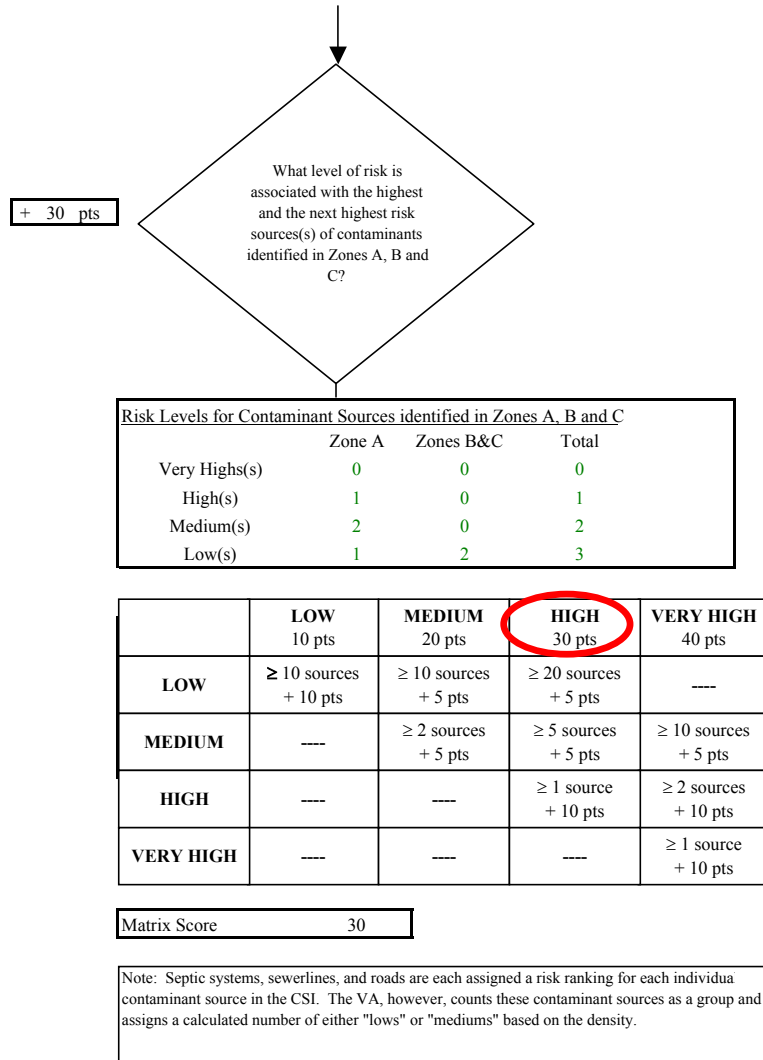 What level of risk is
associated with the highest
and the next highest risk
sources(s) of contaminants
identified in Zones A, B and
C?
+ 30 pts
Risk Levels for Contaminant Sources identified in Zones A, B and C
Zone A Zones B&C Total
Very Highs(s) 0 0 0
High(s) 1 0 1
Medium(s) 2 0 2
Low(s) 1 2 3
LOW MEDIUM HIGH VERY HIGH
10 pts 20 pts 30 pts 40 pts
LOW ≥ 10 sources ≥ 10 sources ≥ 20 sources ----
+ 10 pts + 5 pts + 5 pts
MEDIUM ---- ≥ 2 sources ≥ 5 sources ≥ 10 sources
+ 5 pts + 5 pts + 5 pts
HIGH ---- ---- ≥ 1 source ≥ 2 sources
+ 10 pts + 10 pts
VERY HIGH ---- ---- ---- ≥ 1 source
+ 10 pts
Matrix Score 30
Note: Septic systems, sewerlines, and roads are each assigned a risk ranking for each individua
contaminant source in the CSI. The VA, however, counts these contaminant sources as a group and
assigns a calculated number of either "lows" or "mediums" based on the density.